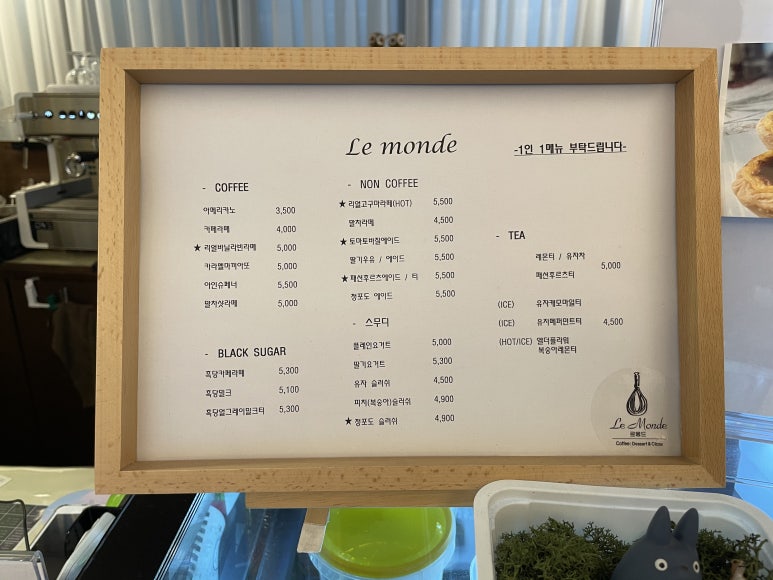 Le monde
-1인 1메뉴 부탁드립니다-
- COFFEE
아메리카노 3,500
카페라떼 4,000
★ 리얼바닐라빈라떼 5,000
카라멜마끼아또 5,000
아인슈페너 5,500
말차샷라떼 5,000
- BLACK SUGAR
흑당카페라떼 5,300
흑당밀크 5,100
흑당얼그레이밀크티 5,300
- NON COFFEE
★ 리얼고구마라떼(HOT) 5,500
말차라떼 4,500
★ 토마토바질에이드 5,500
딸기우유 / 에이드 5,500
★ 패션후르츠에이드 / 티 5,500
청포도 에이드 5,500
- 스무디
플레인요거트 5,000
딸기요거트 5,300
유자 슬러쉬 4,500
피치(복숭아)슬러쉬 4,900
★ 청포도 슬러쉬 4,900
- TEA
레몬티 / 유자차
5,000
패션후르츠티
(ICE) 유자캐모마일티
(ICE) 유자페퍼민트티 4,500
(HOT/ICE) 엘더플라워
복숭아레몬티
Le Monde
르몽드
Coffee: Dessert &